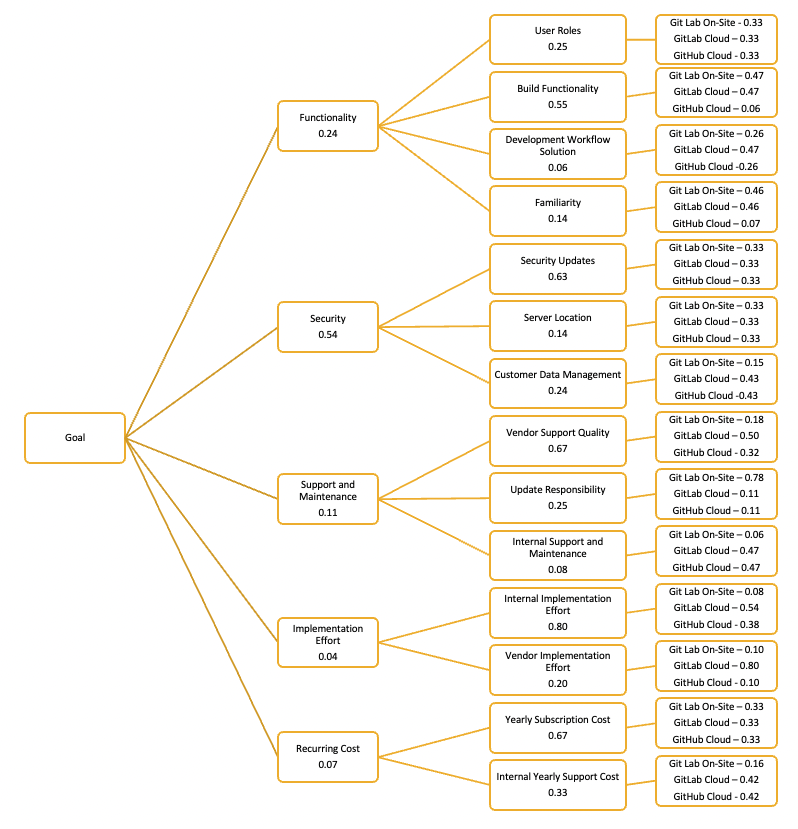 Goal
Functionality
0.24
User Roles
0.25
Git Lab On-Site - 0.33
GitLab Cloud – 0.33
GitHub Cloud - 0.33
Build Functionality
0.55
Git Lab On-Site – 0.47
GitLab Cloud – 0.47
GitHub Cloud – 0.06
Development Workflow
Solution
0.06
Git Lab On-Site – 0.26
GitLab Cloud – 0.47
GitHub Cloud -0.26
Familiarity
0.14
Git Lab On-Site – 0.46
GitLab Cloud – 0.46
GitHub Cloud – 0.07
Security
0.54
Security Updates
0.63
Git Lab On-Site – 0.33
GitLab Cloud – 0.33
GitHub Cloud – 0.33
Server Location
0.14
Git Lab On-Site – 0.33
GitLab Cloud – 0.33
GitHub Cloud – 0.33
Customer Data Management
0.24
Git Lab On-Site – 0.15
GitLab Cloud – 0.43
GitHub Cloud -0.43
Support and
Maintenance
0.11
Vendor Support Quality
0.67
Git Lab On-Site – 0.18
GitLab Cloud – 0.50
GitHub Cloud - 0.32
Update Responsibility
0.25
Git Lab On-Site – 0.78
GitLab Cloud – 0.11
GitHub Cloud – 0.11
Internal Support and
Maintenance
0.08
Git Lab On-Site – 0.06
GitLab Cloud – 0.47
GitHub Cloud – 0.47
Implementation
Effort
0.04
Internal Implementation
Effort
0.80
Git Lab On-Site – 0.08
GitLab Cloud – 0.54
GitHub Cloud - 0.38
Vendor Implementation
Effort
0.20
Git Lab On-Site – 0.10
GitLab Cloud – 0.80
GitHub Cloud - 0.10
Recurring Cost
0.07
Yearly Subscription Cost
0.67
Git Lab On-Site – 0.33
GitLab Cloud – 0.33
GitHub Cloud – 0.33
Internal Yearly Support Cost
0.33
Git Lab On-Site – 0.16
GitLab Cloud – 0.42
GitHub Cloud - 0.42